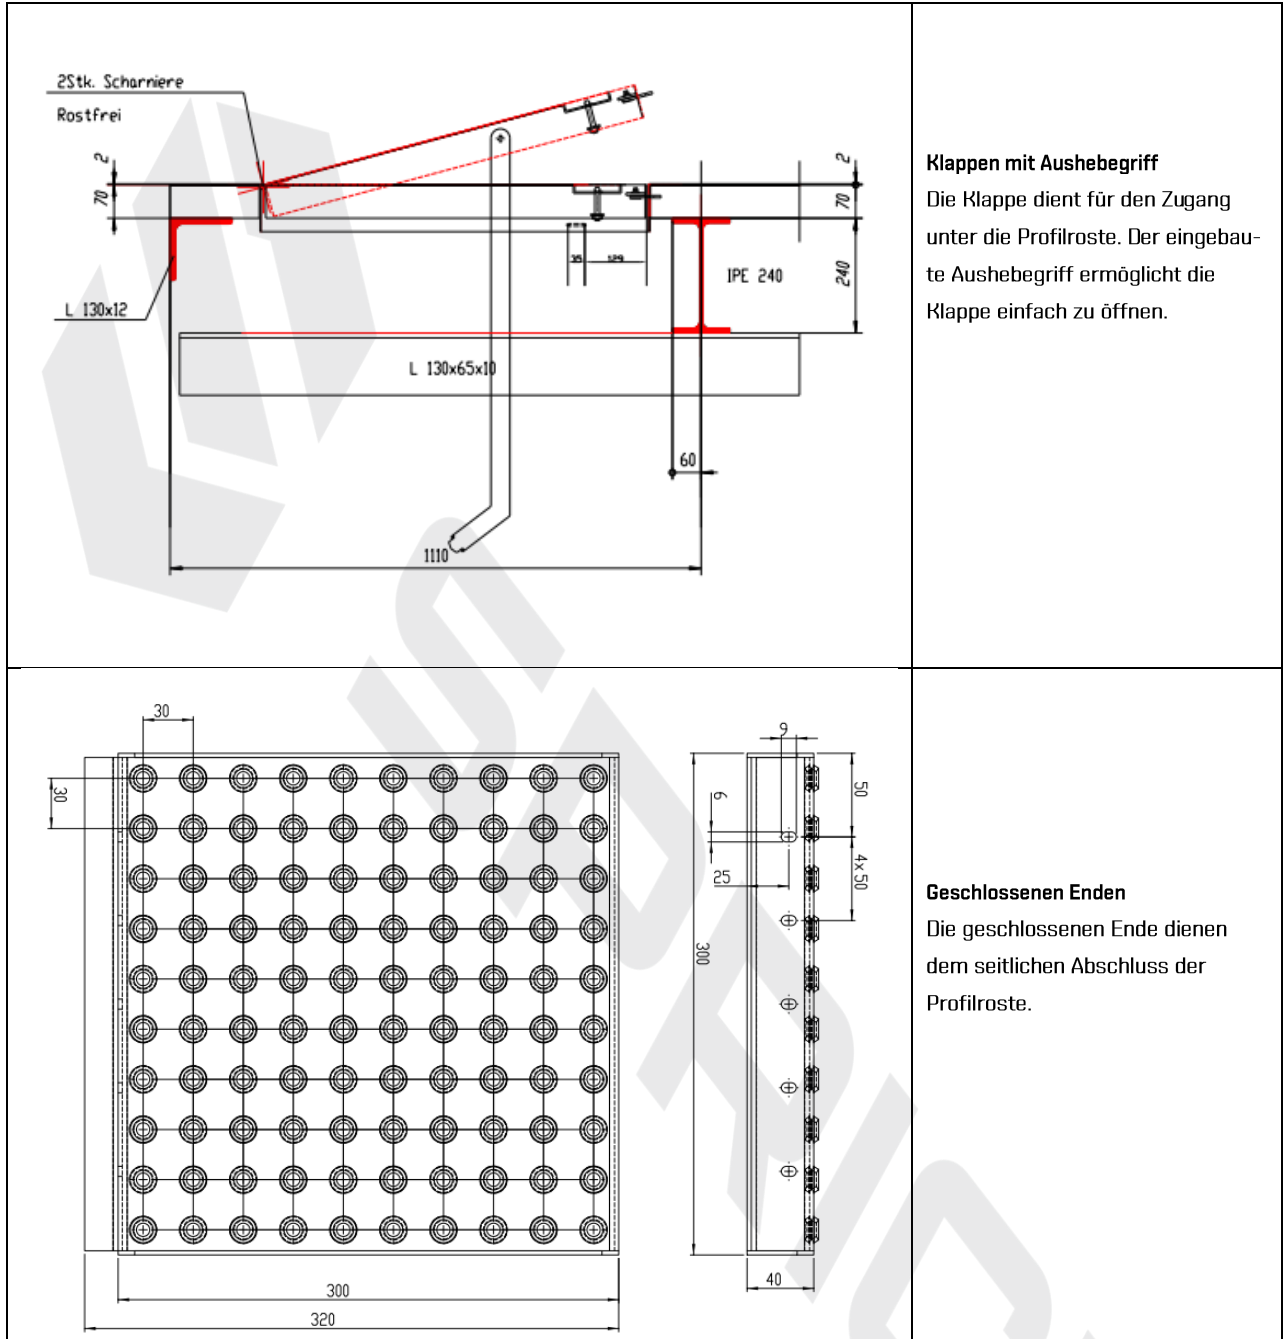 2Stk. Scharniere
Rostfrei
2
70
2
70
35
129
IPE 240
240
L 130x12
L 130x65x10
60
1110
Klappen mit Aushebegriff
Die Klappe dient für den Zugang
unter die Profilroste. Der eingebau-
te Aushebegriff ermöglicht die
Klappe einfach zu öffnen.
30
30
300
320
9
6
25
50
4x50
300
40
Geschlossenen Enden
Die geschlossenen Ende dienen
dem seitlichen Abschluss der
Profilroste.